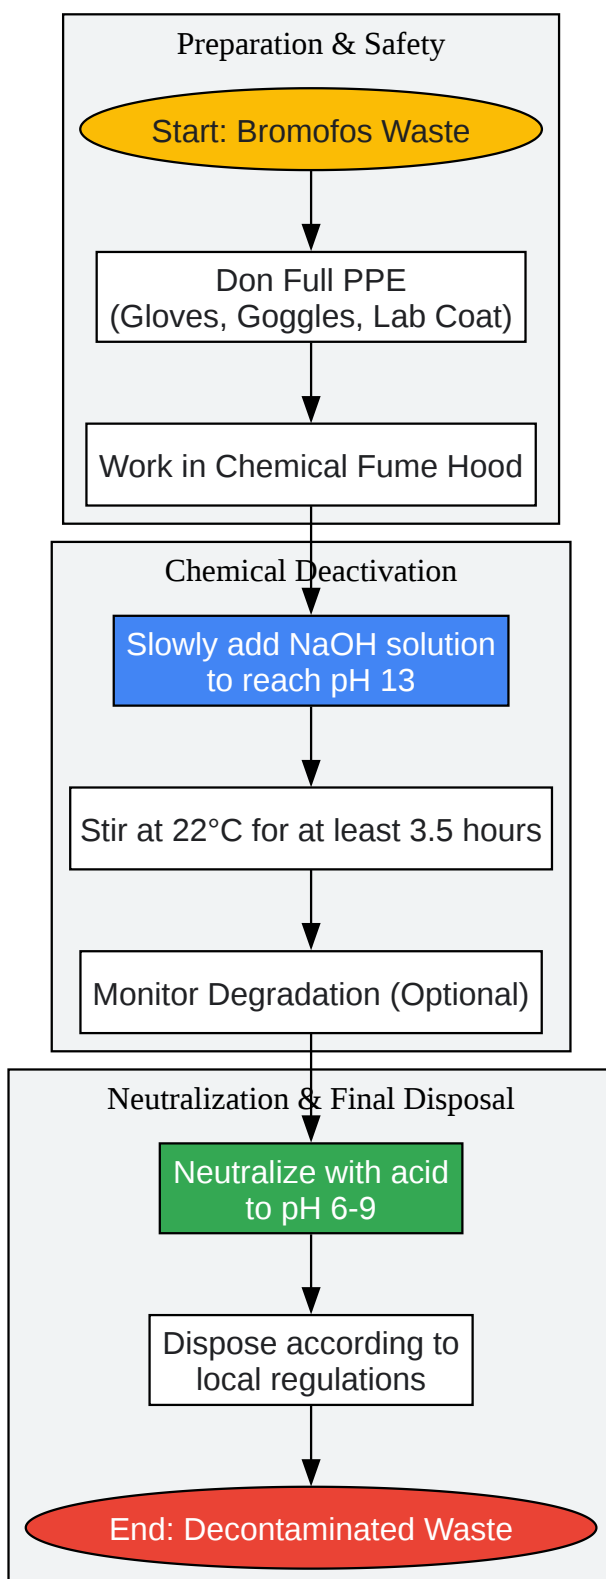 Preparation & Safety
Start: Bromofos Waste
Don Full PPE
(Gloves, Goggles, Lab Coat)
Work in Chemical Fume Hood
Chemical Deactivation
Slowly add NaOH solution
to reach pH 13
Stir at 22°C for at least 3.5 hours
Monitor Degradation (Optional)
Neutralization & Final Disposal
Neutralize with acid
to pH 6-9
Dispose according to
local regulations
End: Decontaminated Waste